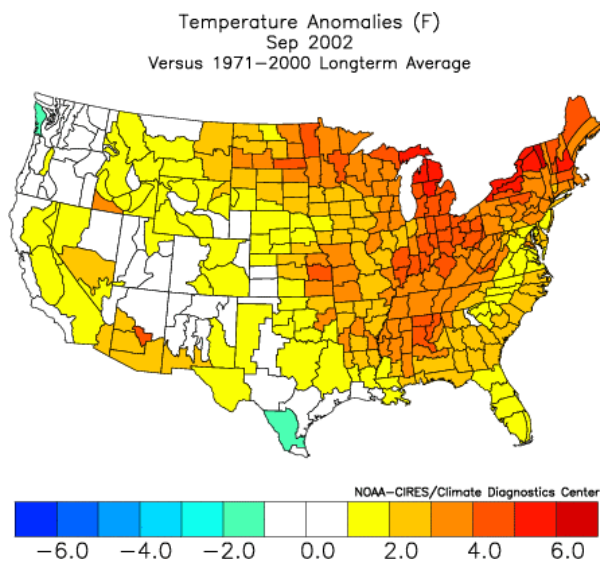 Temperature Anomalies (F)
Sep 2002
Versus 1971-2000 Longterm Average
NOAA-CIRES/Climate Diagnostics Center
-6.0 -4.0 -2.0 0.0 2.0 4.0 6.0